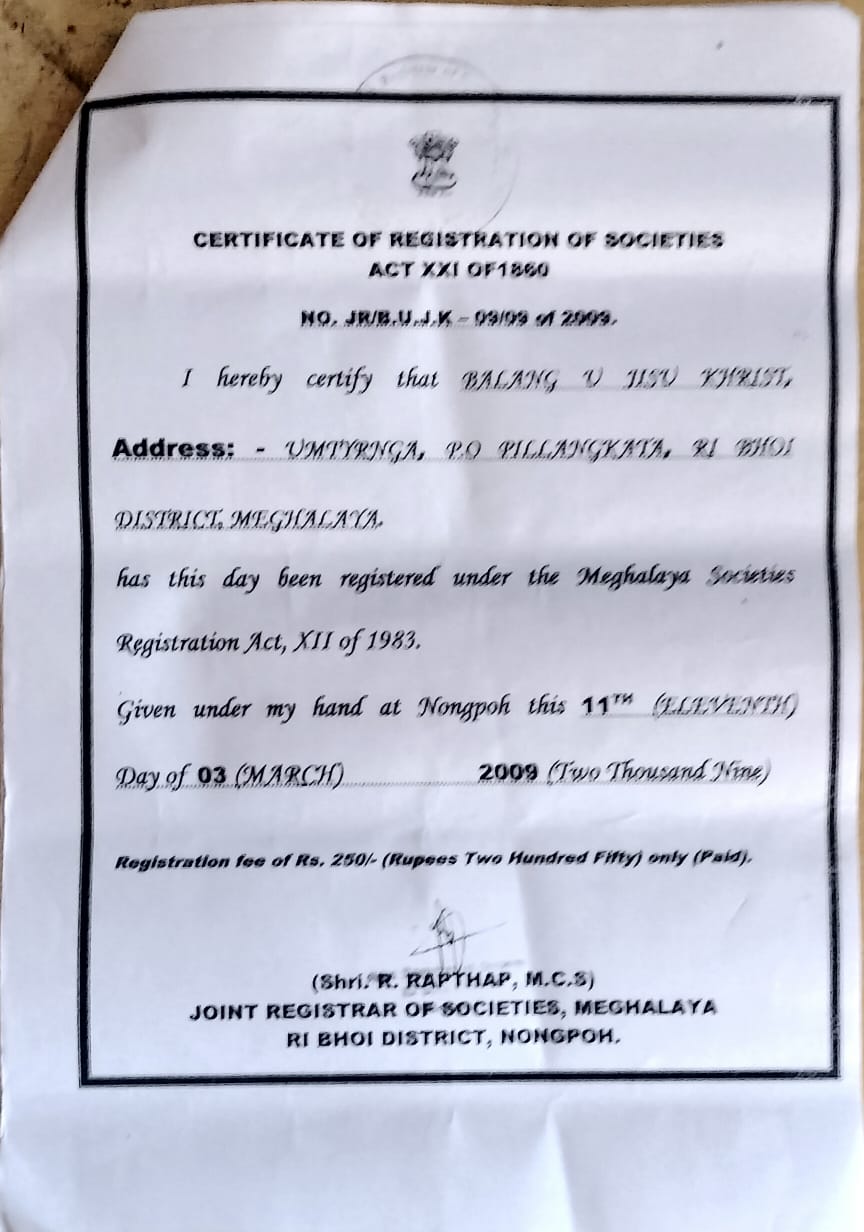 CERTIFICATE OF REGISTRATION OF SOCIETIES
ACT XXI OF1860
NO. JR/B.U.J.K – 09/09 of 2009.
I hereby certify that BALANG U JISU KHRIST,
Address: - UMTYRNGA, P.O PILLANGKATA, RI BHOI
DISTRICT, MEGHALAYA.
has this day been registered under the Meghalaya Societies
Registration Act, XII of 1983.
Given under my hand at Nongpoh this 11TH (ELEVENTH)
Day of 03 (MARCH) 2009 (Two Thousand Nine)
Registration fee of Rs. 250/- (Rupees Two Hundred Fifty) only (Paid).
(Shri. R. RAPTHAP, M.C.S)
JOINT REGISTRAR OF SOCIETIES, MEGHALAYA
RI BHOI DISTRICT, NONGPOH.